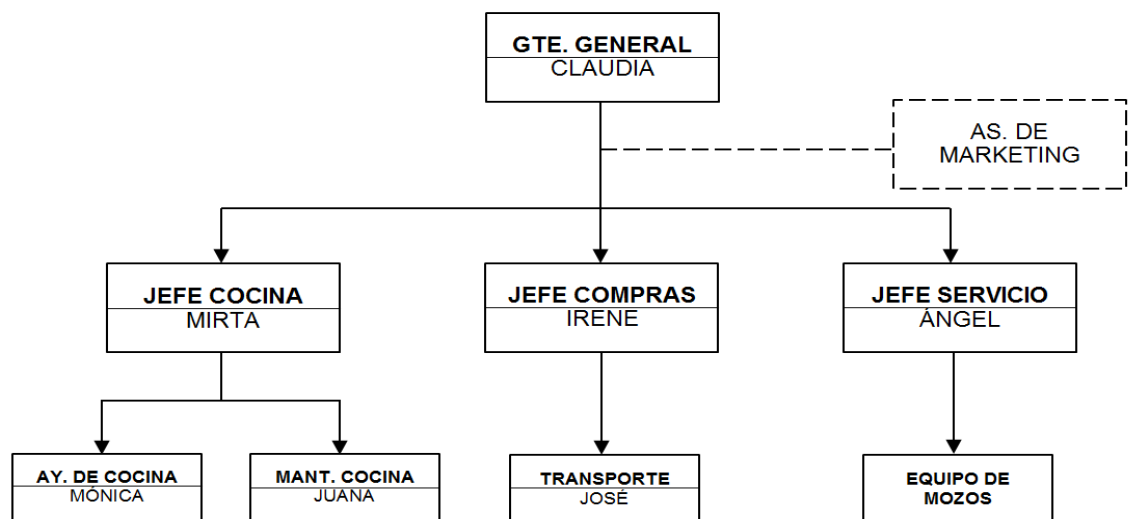 GTE. GENERAL
CLAUDIA
AS. DE
MARKETING
JEFE COCINA
MIRTA
JEFE COMPRAS
IRENE
JEFE SERVICIO
ÁNGEL
AY. DE COCINA
MÓNICA
MANT. COCINA
JUANA
TRANSPORTE
JOSÉ
EQUIPO DE
MOZOS